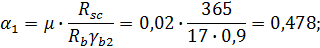 α₁ = μ · R_sc / (R_b γ_b2) = 0,02 · 365 / (17 · 0,9) = 0,478;